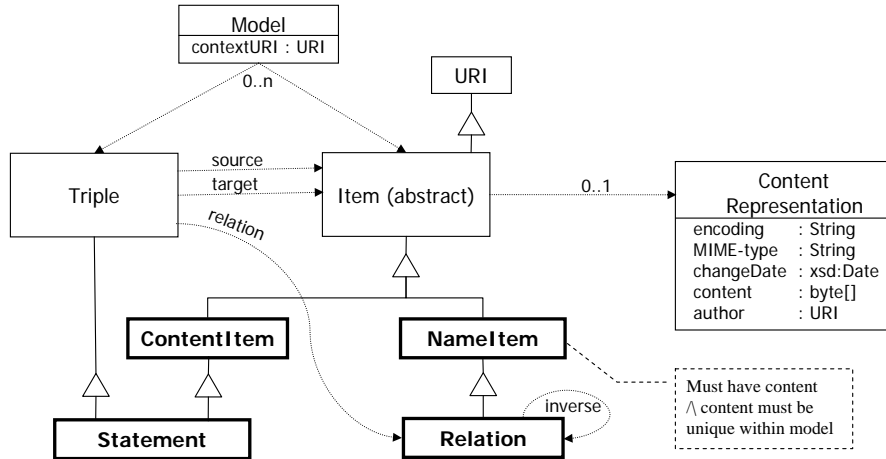 Model
contextURI : URI
0..n
URI
Triple
source
target
relation
Item (abstract)
0..1
Content
Representation
encoding : String
MIME-type : String
changeDate : xsd:Date
content : byte[]
author : URI
ContentItem
NameItem
Must have content
/\ content must be
unique within model
inverse
Statement
Relation